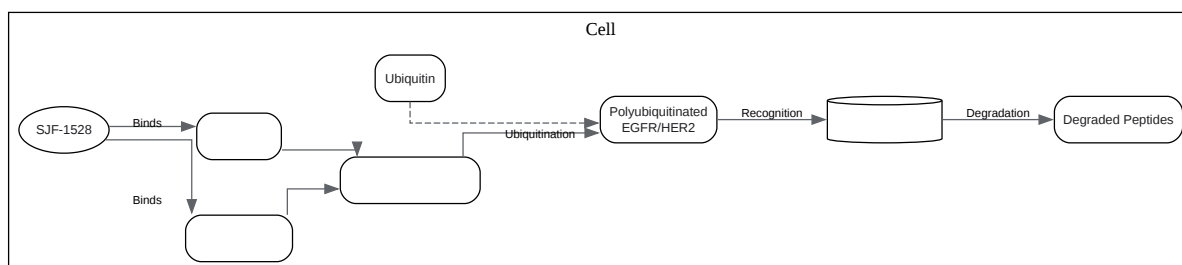 Cell
Ubiquitin
SJF-1528
Binds
Polyubiquitinated
EGFR/HER2
Recognition
Degradation
Degraded Peptides
Ubiquitination
Binds